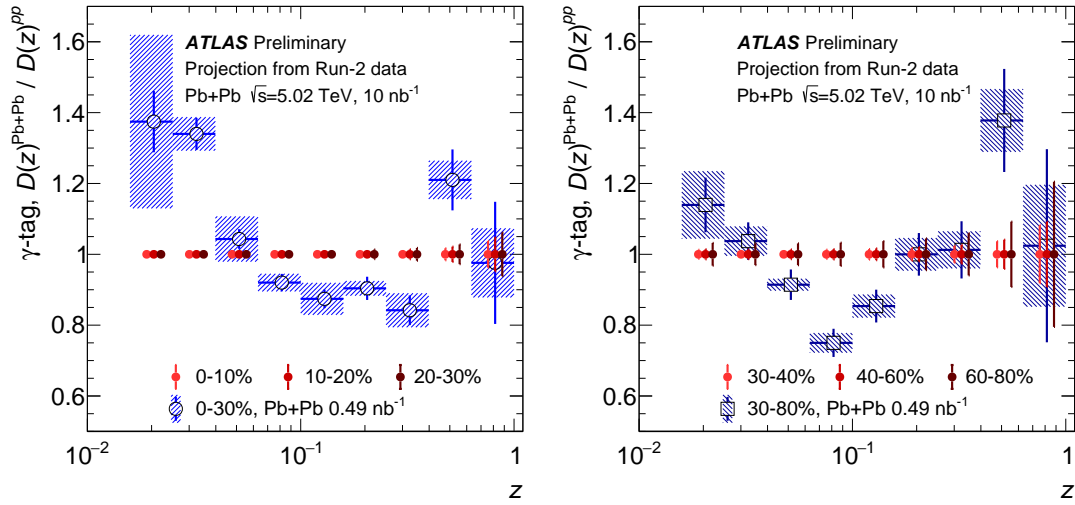 γ-tag, D(z)^Pb+Pb / D(z)^pp
1.6
1.4
1.2
1
0.8
0.6
ATLAS Preliminary
Projection from Run-2 data
Pb+Pb √s=5.02 TeV, 10 nb⁻¹
0-10% 10-20% 20-30%
0-30%, Pb+Pb 0.49 nb⁻¹
10⁻² 10⁻¹ 1
z
γ-tag, D(z)^Pb+Pb / D(z)^pp
1.6
1.4
1.2
1
0.8
0.6
ATLAS Preliminary
Projection from Run-2 data
Pb+Pb √s=5.02 TeV, 10 nb⁻¹
30-40% 40-60% 60-80%
30-80%, Pb+Pb 0.49 nb⁻¹
10⁻² 10⁻¹ 1
z